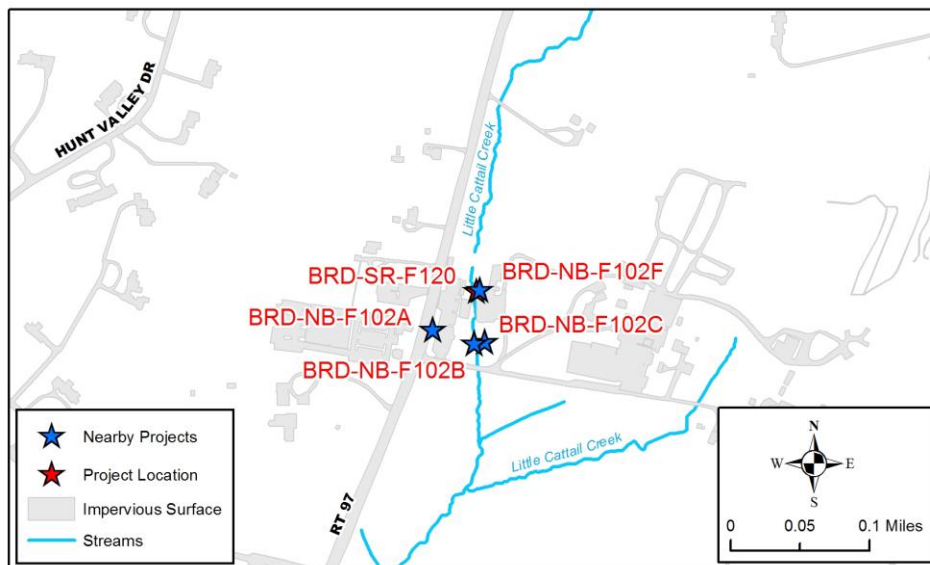 HUNT VALLEY DR
Little Cattail Creek
BRD-SR-F120
BRD-NB-F102F
BRD-NB-F102A
BRD-NB-F102C
BRD-NB-F102B
Little Cattail Creek
RT 97
Nearby Projects
Project Location
Impervious Surface
Streams
N
W E
S
0 0.05 0.1 Miles